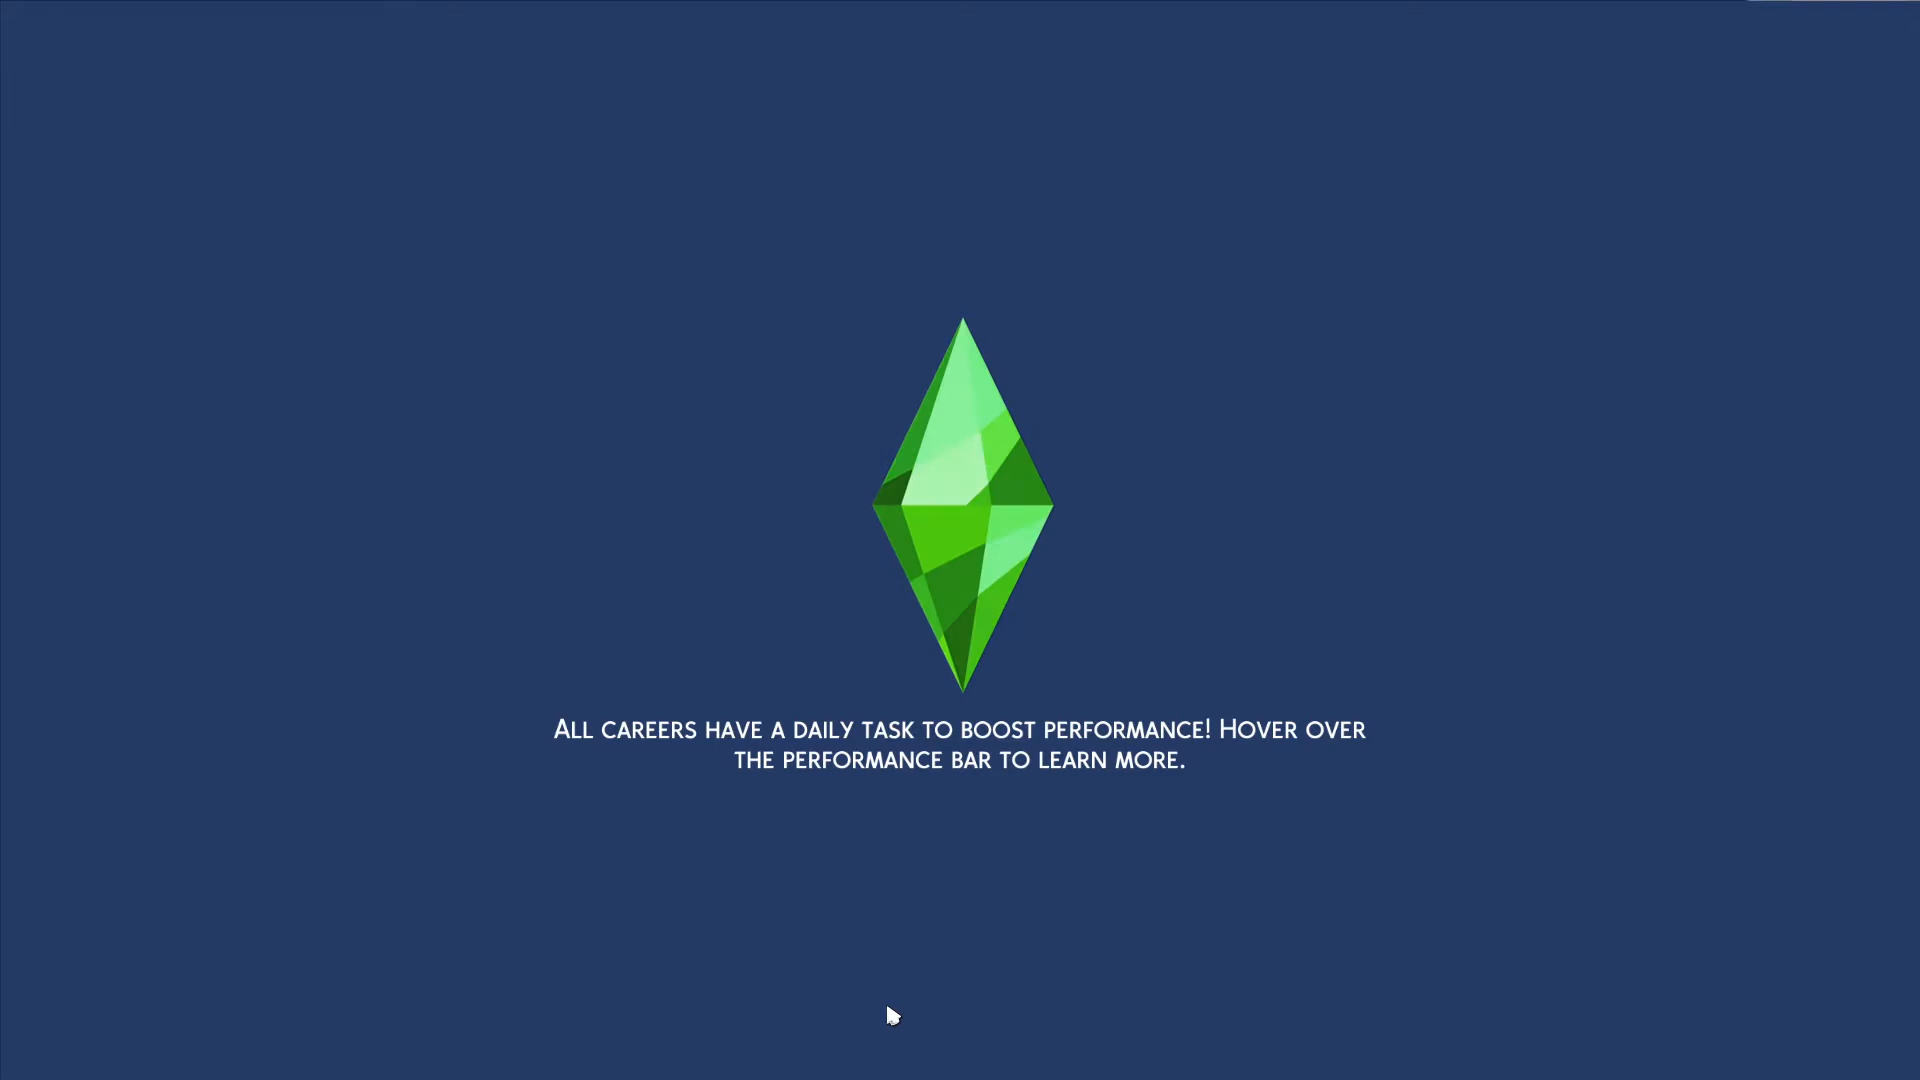 All careers have a daily task to boost performance! Hover over
the performance bar to learn more.